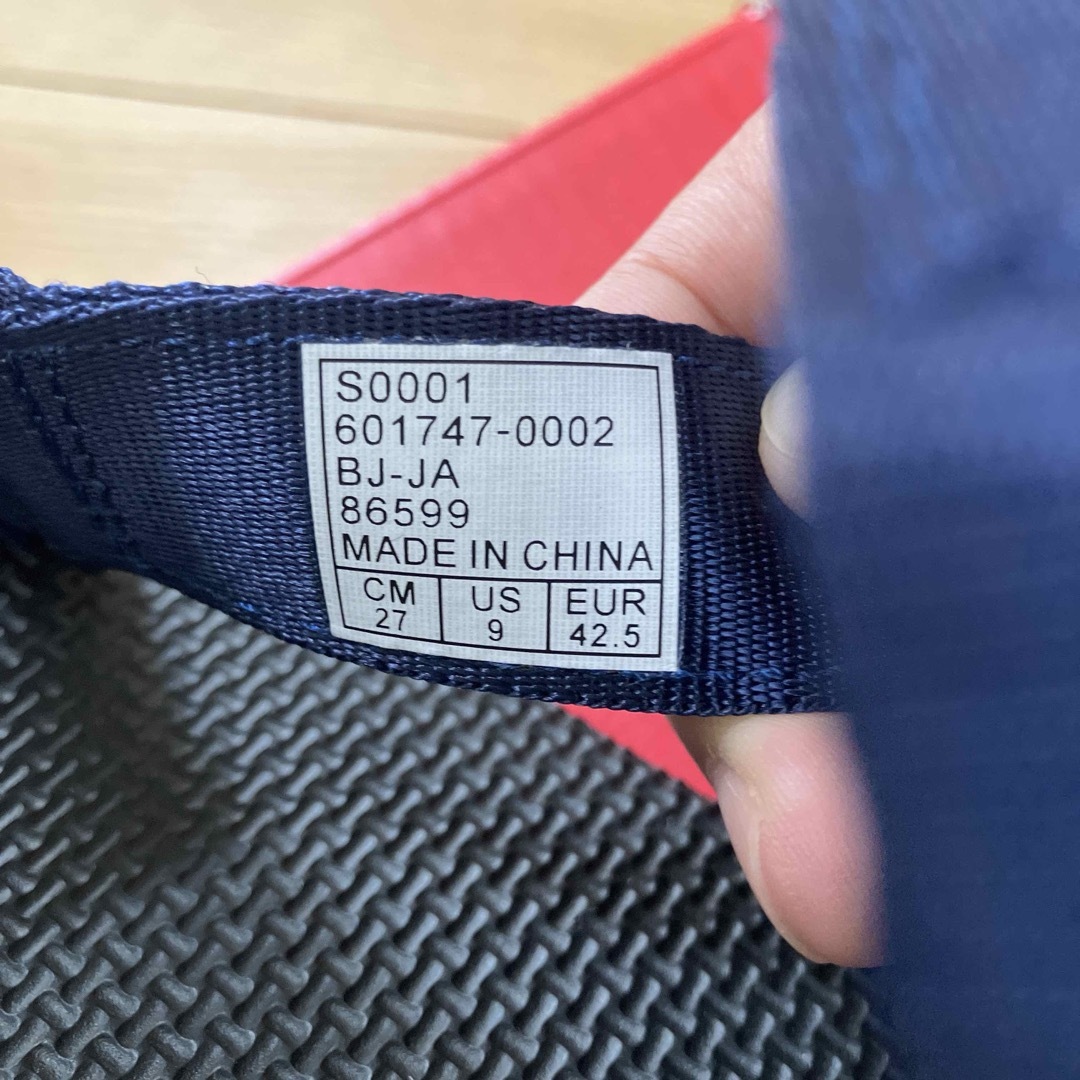 S0001
601747-0002
BJ-JA
86599
MADE IN CHINA
CM US EUR
27 9 42.5